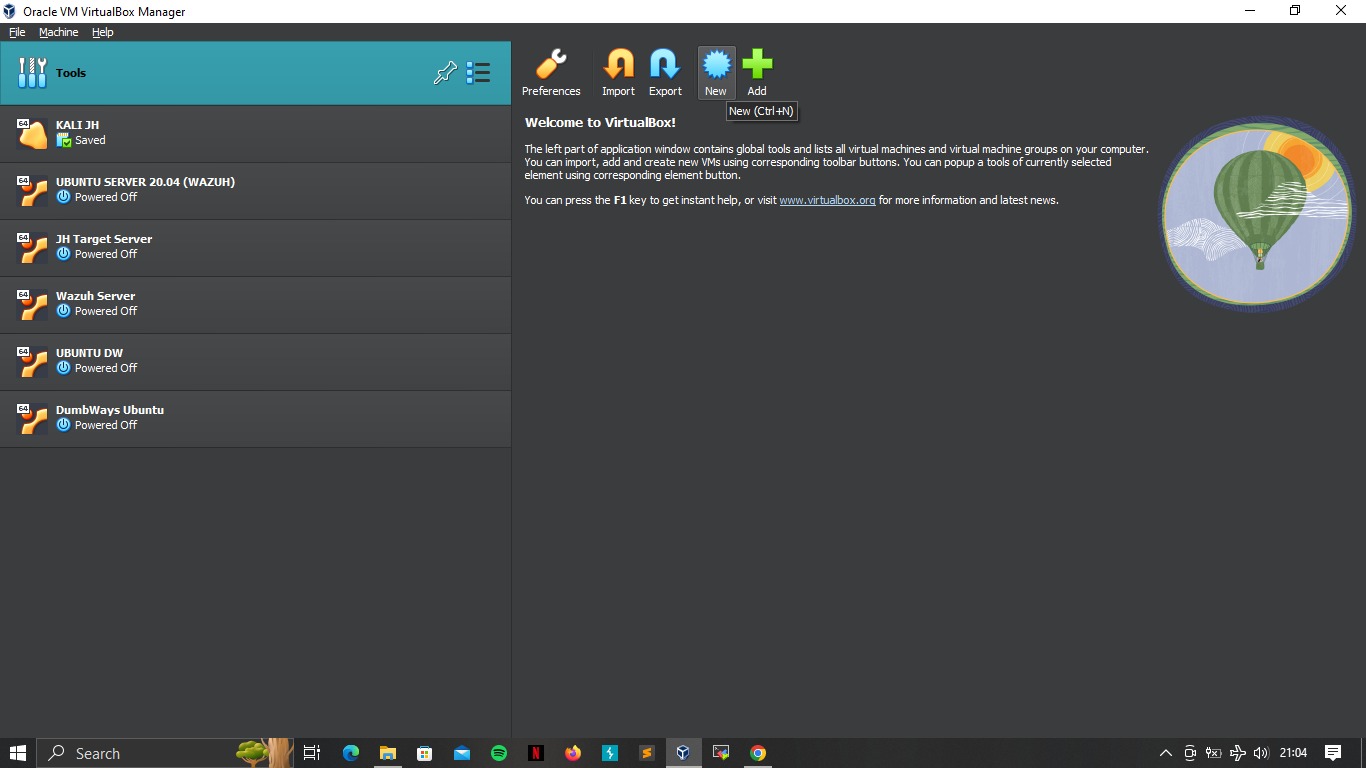 Oracle VM VirtualBox Manager
File Machine Help
Tools
Preferences Import Export New Add
New (Ctrl+N)
64
KALI JH
Saved
64
UBUNTU SERVER 20.04 (WAZUH)
Powered Off
64
JH Target Server
Powered Off
64
Wazuh Server
Powered Off
64
UBUNTU DW
Powered Off
64
DumbWays Ubuntu
Powered Off
Welcome to VirtualBox!
The left part of application window contains global tools and lists all virtual machines and virtual machine groups on your computer.
You can import, add and create new VMs using corresponding toolbar buttons. You can popup a tools of currently selected
element using corresponding element button.
You can press the F1 key to get instant help, or visit www.virtualbox.org for more information and latest news.
Search
N
21:04